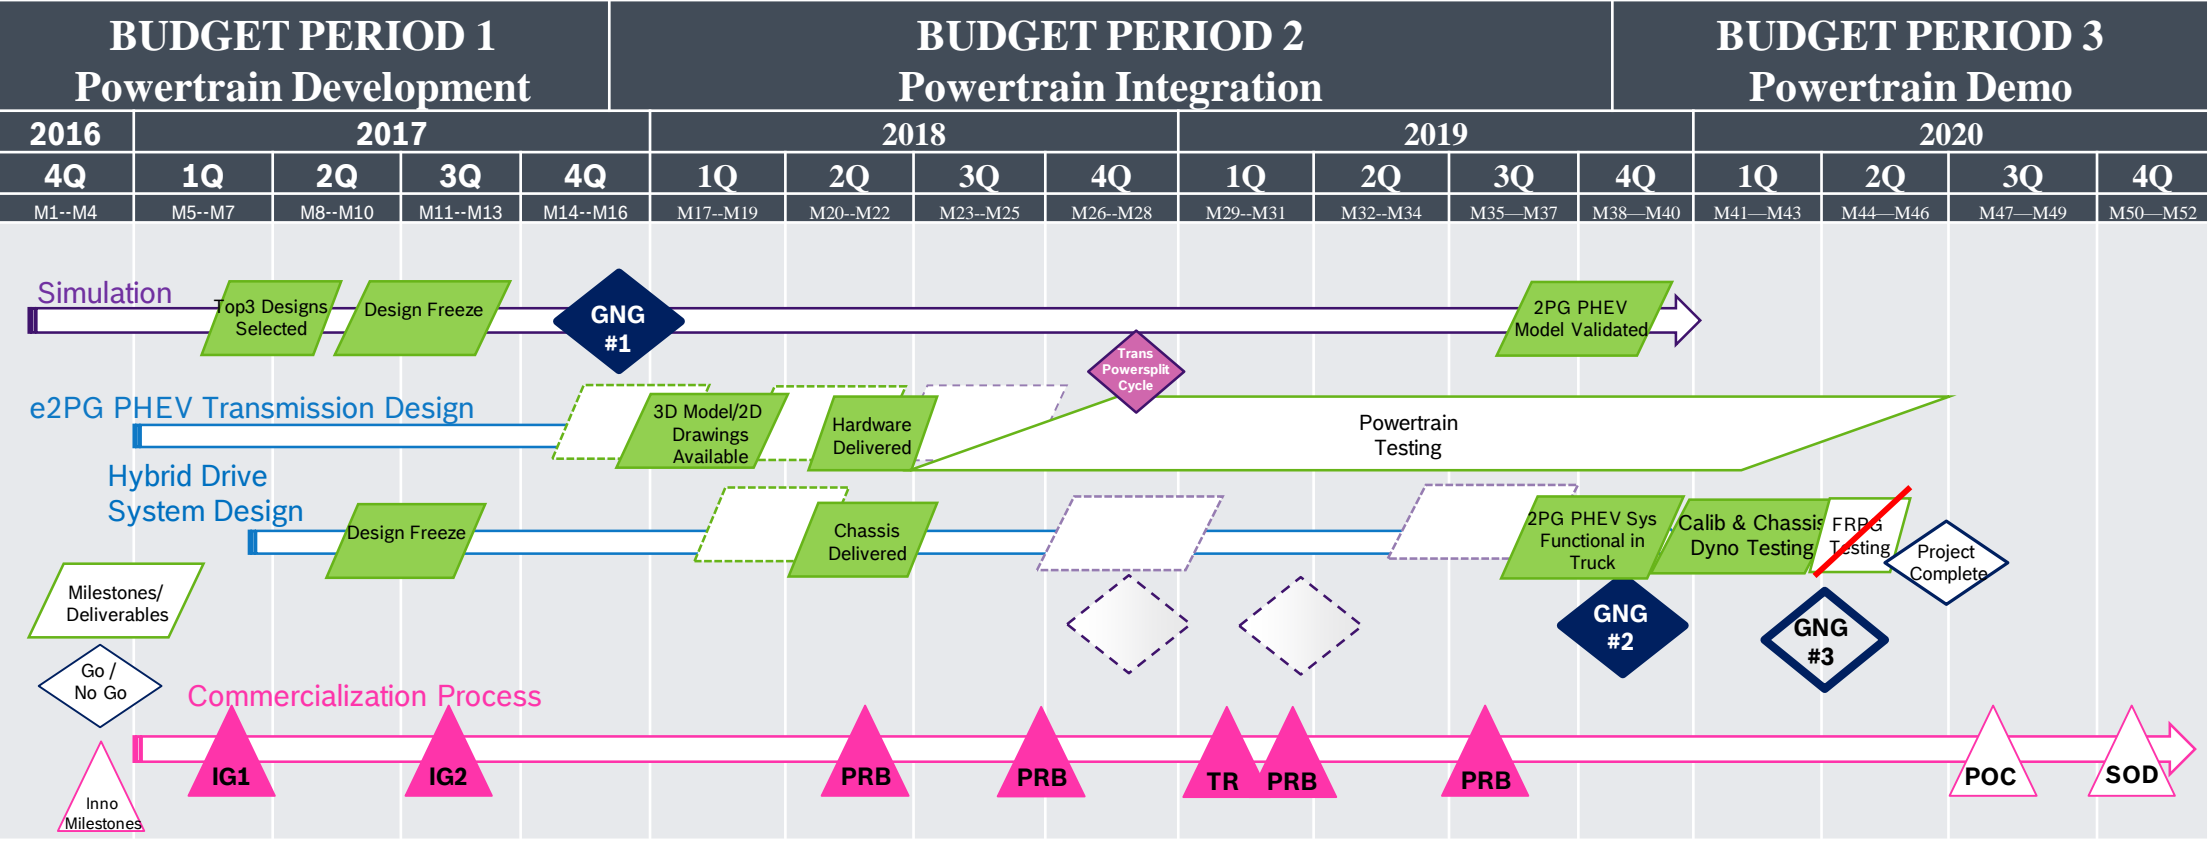 BUDGET PERIOD 1
Powertrain Development
BUDGET PERIOD 2
Powertrain Integration
BUDGET PERIOD 3
Powertrain Demo
2016
2017
2018
2019
2020
4Q
1Q
2Q
3Q
4Q
1Q
2Q
3Q
4Q
1Q
2Q
3Q
4Q
1Q
2Q
3Q
4Q
M1--M4
M5--M7
M8--M10
M11--M13
M14--M16
M17--M19
M20--M22
M23--M25
M26--M28
M29--M31
M32--M34
M35—M37
M38—M40
M41—M43
M44—M46
M47—M49
M50—M52
Simulation
Top3 Designs
Selected
Design Freeze
GNG
#1
2PG PHEV
Model Validated
Trans
Powersplit
Cycle
e2PG PHEV Transmission Design
3D Model/2D
Drawings
Available
Hardware
Delivered
Powertrain
Testing
Hybrid Drive
System Design
Design Freeze
Chassis
Delivered
2PG PHEV Sys
Functional in
Truck
Calib & Chassis
Dyno Testing
FRPG
Testing
Project
Complete
Milestones/
Deliverables
GNG
#2
GNG
#3
Go /
No Go
Commercialization Process
IG1
IG2
PRB
PRB
TR
PRB
PRB
POC
SOD
Inno
Milestones